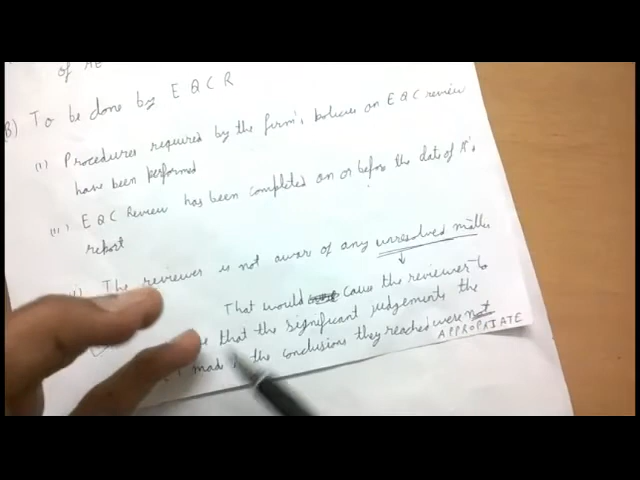 of AE
(B) To be done by E Q C R
(i) Procedures required by the firm's policies on E Q C review
have been performed
(ii) E Q C Review has been completed on or before the date of A's
report
The reviewer is not aware of any unresolved matter
That would cause the reviewer to
that the significant judgements the
made the conclusions they reached were not
APPROPRIATE